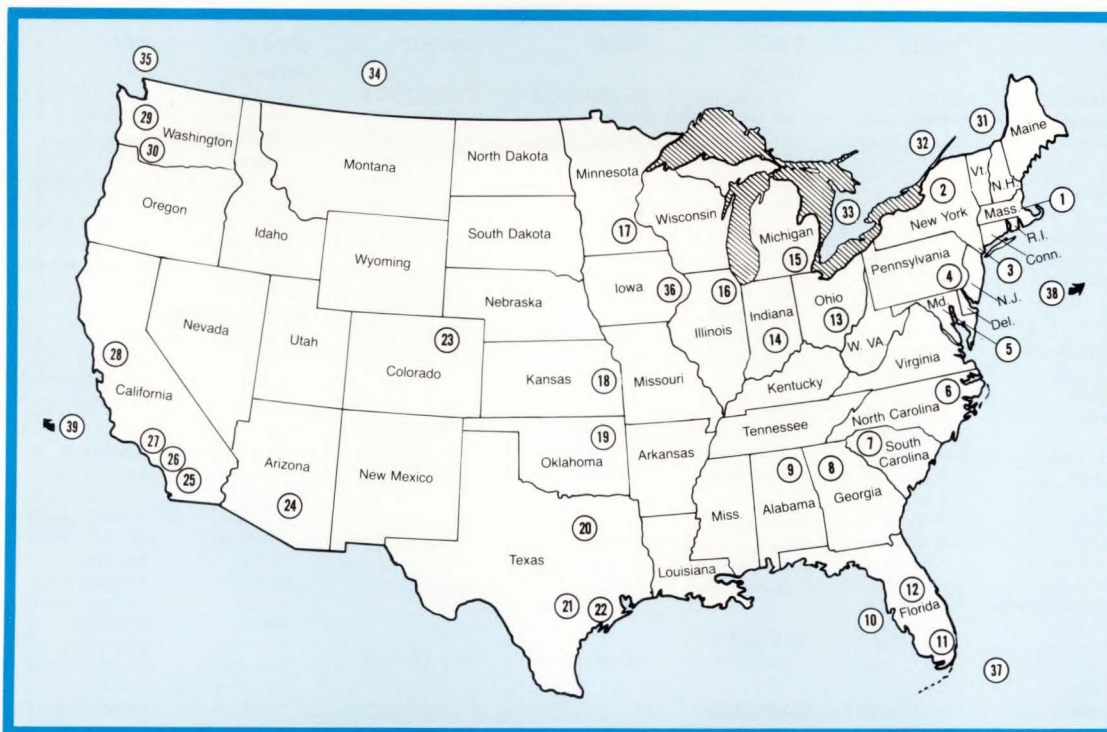 35
34
29
Washington
30
Montana
North Dakota
Minnesota
31
Maine
32
Vt.
N.H.
2
Oregon
Idaho
Wyoming
South Dakota
17
Wisconsin
33
Michigan
15
New York
Mass.
1
R.I.
Conn.
3
Pennsylvania
4
N.J.
38
Nebraska
Iowa
36
16
Illinois
Indiana
14
Ohio
13
Md.
Del.
5
W. VA.
Virginia
Nevada
Utah
23
Colorado
Kansas
18
Missouri
Kentucky
6
North Carolina
28
California
39
27
26
25
Arizona
24
New Mexico
19
Oklahoma
Arkansas
Tennessee
7
South
Carolina
9
8
Miss.
Alabama
Georgia
20
Texas
Louisiana
21
22
12
Florida
10
11
37